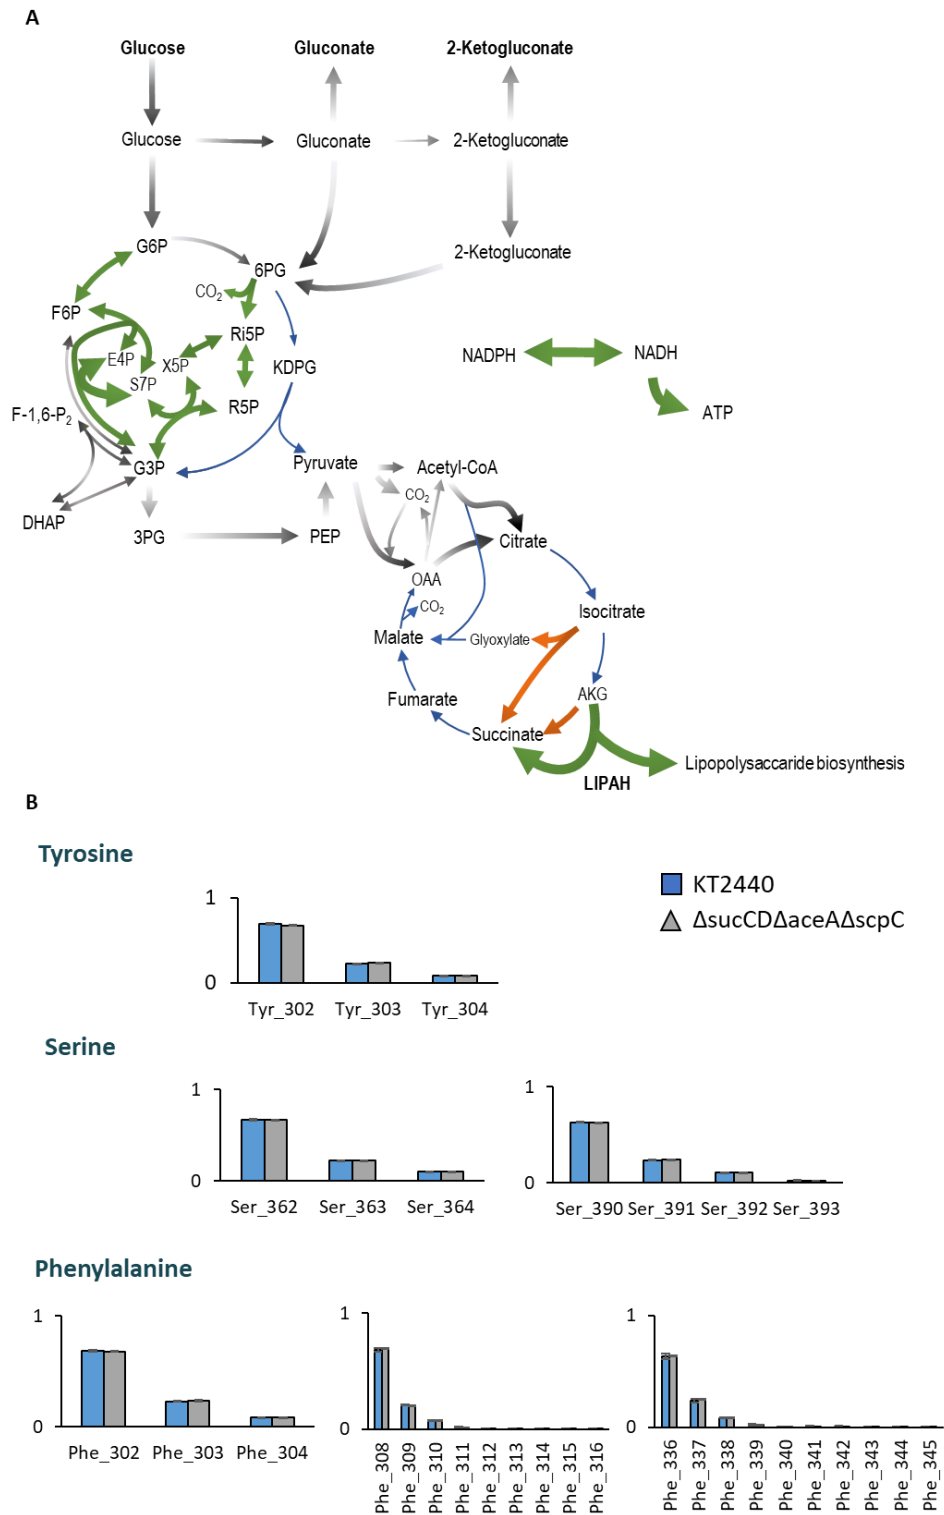 A
Glucose Gluconate 2-Ketogluconate
Glucose Gluconate 2-Ketogluconate
G6P 6PG 2-Ketogluconate
CO2
F6P Ri5P
E4P X5P KDPG NADPH NADH
S7P
F-1,6-P2 R5P ATP
G3P Pyruvate Acetyl-CoA
CO2
DHAP 3PG PEP Citrate
OAA
CO2 Isocitrate
Malate Glyoxylate
Fumarate AKG
Succinate
Lipopolysaccaride biosynthesis
LIPAH
B
Tyrosine
KT2440
ΔsucCDΔaceAΔscpC
1
0
Tyr_302 Tyr_303 Tyr_304
Serine
1
0
Ser_362 Ser_363 Ser_364
1
0
Ser_390 Ser_391 Ser_392 Ser_393
Phenylalanine
1
0
Phe_302 Phe_303 Phe_304
1
0
Phe_308
Phe_309
Phe_310
Phe_311
Phe_312
Phe_313
Phe_314
Phe_315
Phe_316
1
0
Phe_336
Phe_337
Phe_338
Phe_339
Phe_340
Phe_341
Phe_342
Phe_343
Phe_344
Phe_345